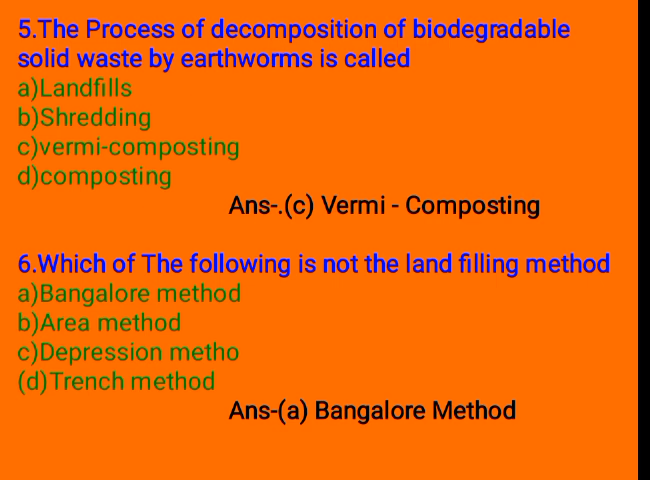 5.The Process of decomposition of biodegradable
solid waste by earthworms is called
a)Landfills
b)Shredding
c)vermi-composting
d)composting
Ans-.(c) Vermi - Composting
6.Which of The following is not the land filling method
a)Bangalore method
b)Area method
c)Depression metho
(d)Trench method
Ans-(a) Bangalore Method